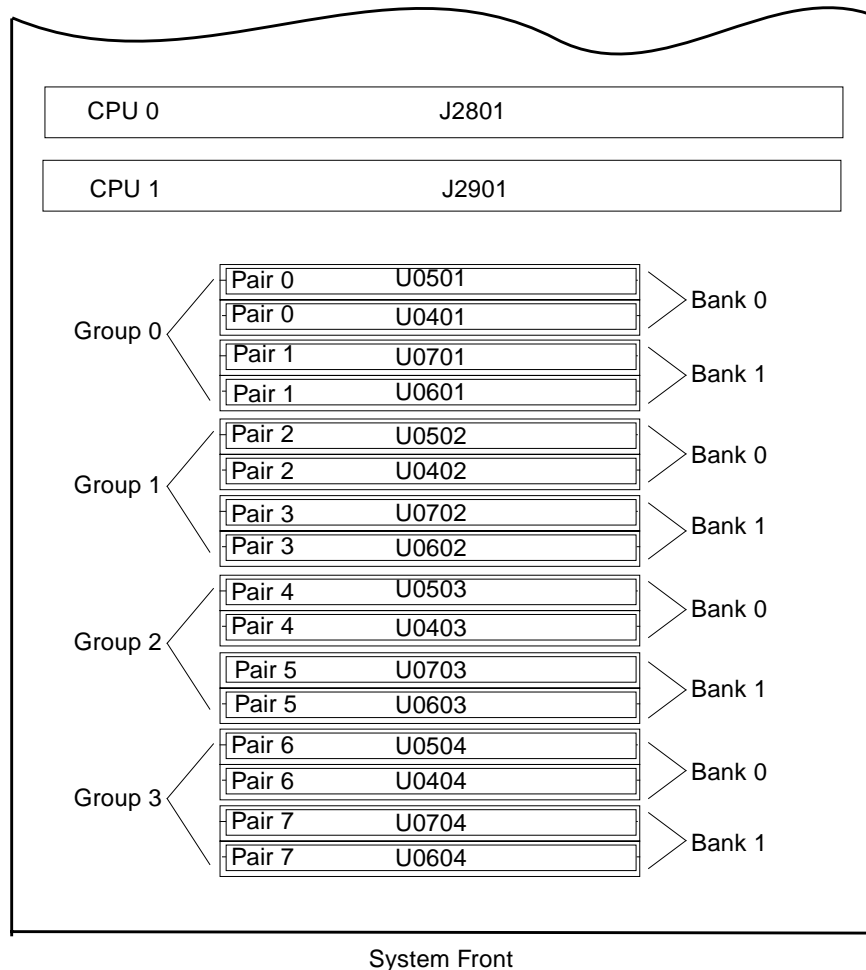 CPU 0 J2801
CPU 1 J2901
Pair 0 U0501
Bank 0
Pair 0 U0401
Group 0
Pair 1 U0701
Bank 1
Pair 1 U0601
Pair 2 U0502
Bank 0
Pair 2 U0402
Group 1
Pair 3 U0702
Bank 1
Pair 3 U0602
Pair 4 U0503
Bank 0
Pair 4 U0403
Group 2
Pair 5 U0703
Bank 1
Pair 5 U0603
Pair 6 U0504
Bank 0
Pair 6 U0404
Group 3
Pair 7 U0704
Bank 1
Pair 7 U0604
System Front